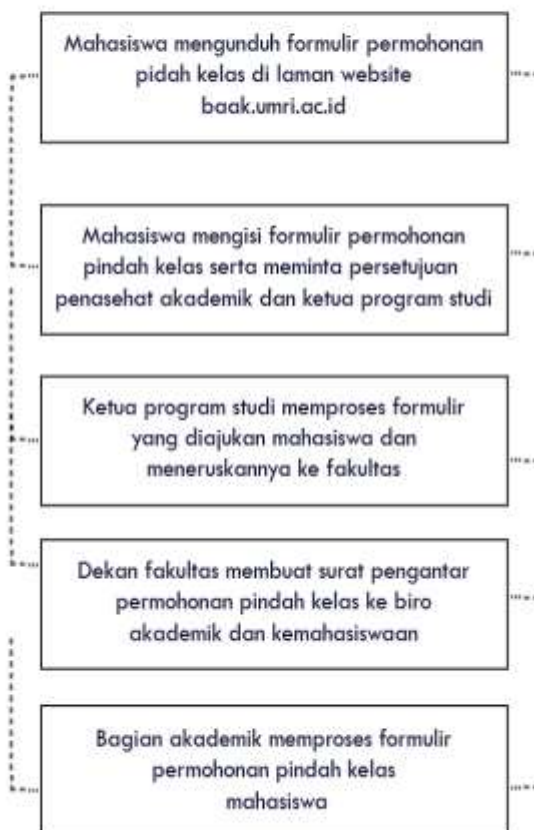 Mahasiswa mengunduh formulir permohonan
pidah kelas di laman website
baak.umri.ac.id
Mahasiswa mengisi formulir permohonan
pindah kelas serta meminta persetujuan
penasehat akademik dan ketua program studi
Ketua program studi memproses formulir
yang diajukan mahasiswa dan
meneruskannya ke fakultas
Dekan fakultas membuat surat pengantar
permohonan pindah kelas ke biro
akademik dan kemahasiswaan
Bagian akademik memproses formulir
permohonan pindah kelas
mahasiswa